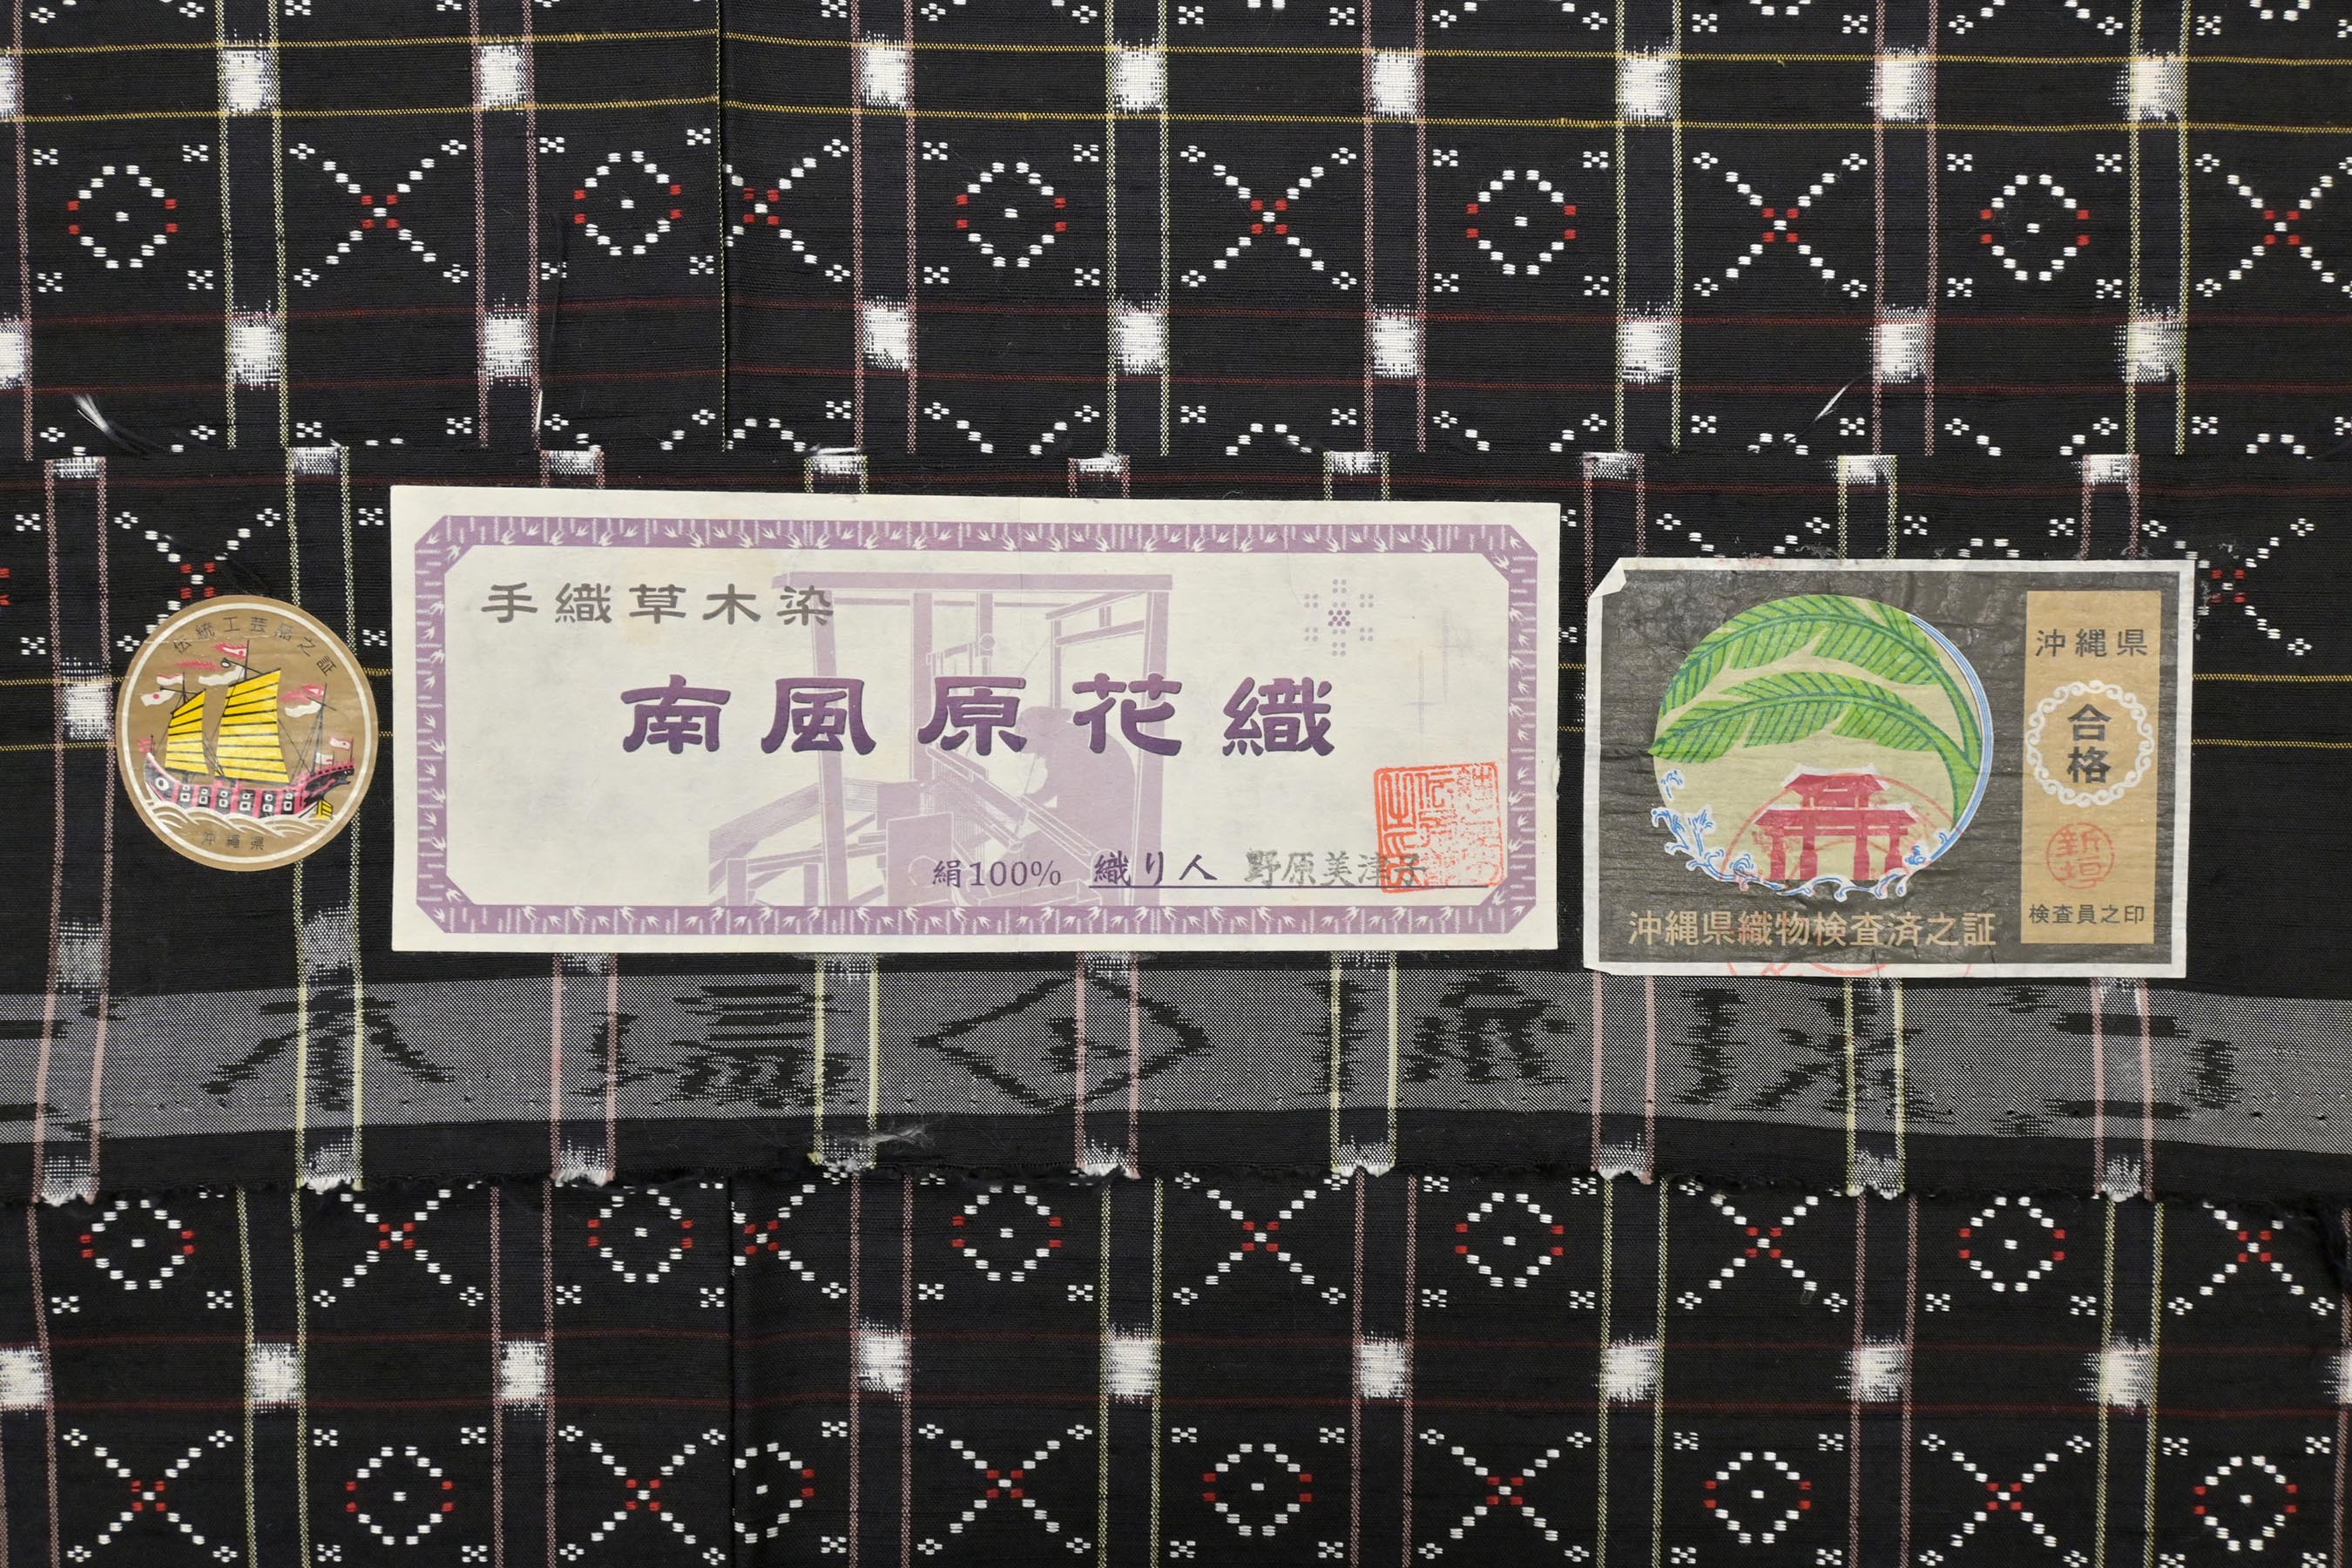 伝統工芸品之証
沖縄県
手織草木染
南風原花織
絹100% 織り人 野原美津子
沖縄県
合格
新垣
検査員之印
沖縄県織物検査済之証